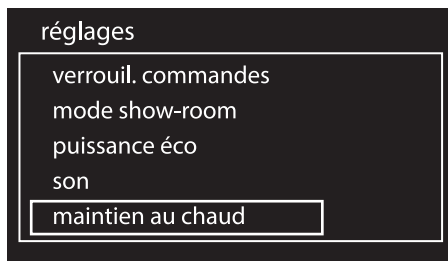 réglages
verrouil. commandes
mode show-room
puissance éco
son
maintien au chaud